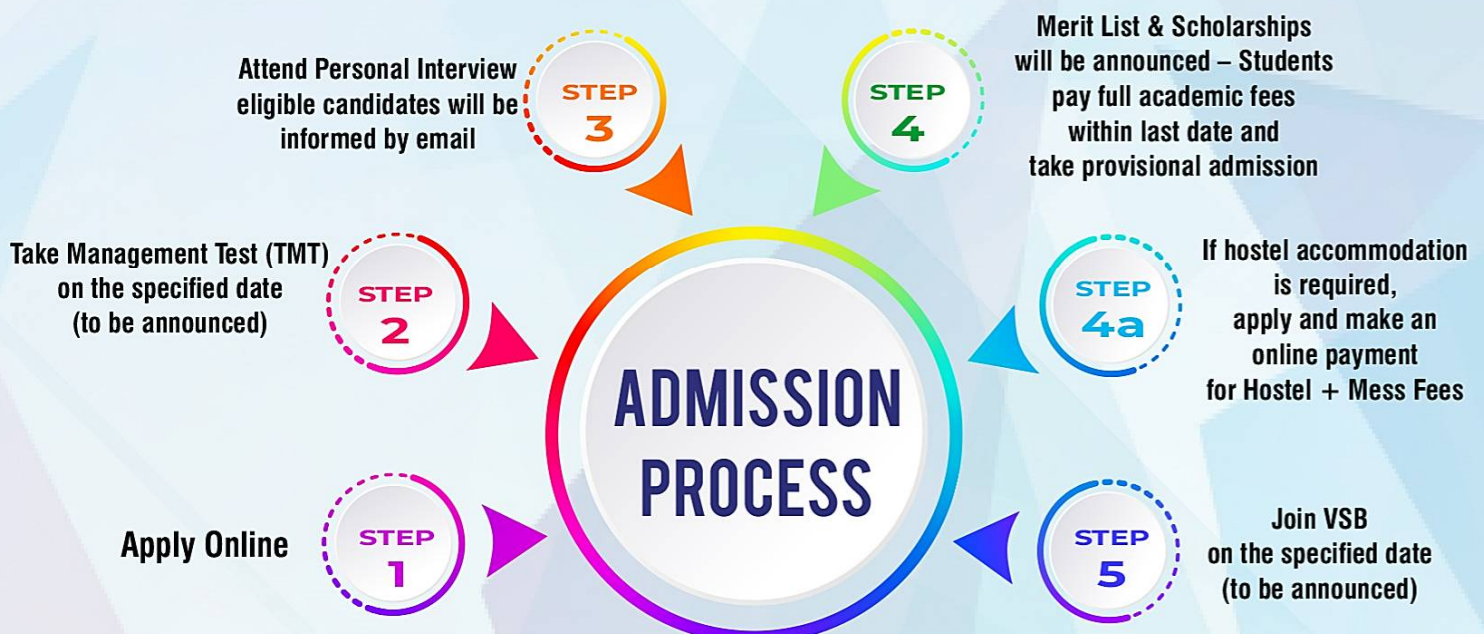 ADMISSION
PROCESS
STEP
1
Apply Online
STEP
2
Take Management Test (TMT)
on the specified date
(to be announced)
STEP
3
Attend Personal Interview
eligible candidates will be
informed by email
STEP
4
Merit List & Scholarships
will be announced – Students
pay full academic fees
within last date and
take provisional admission
STEP
4a
If hostel accommodation
is required,
apply and make an
online payment
for Hostel + Mess Fees
STEP
5
Join VSB
on the specified date
(to be announced)